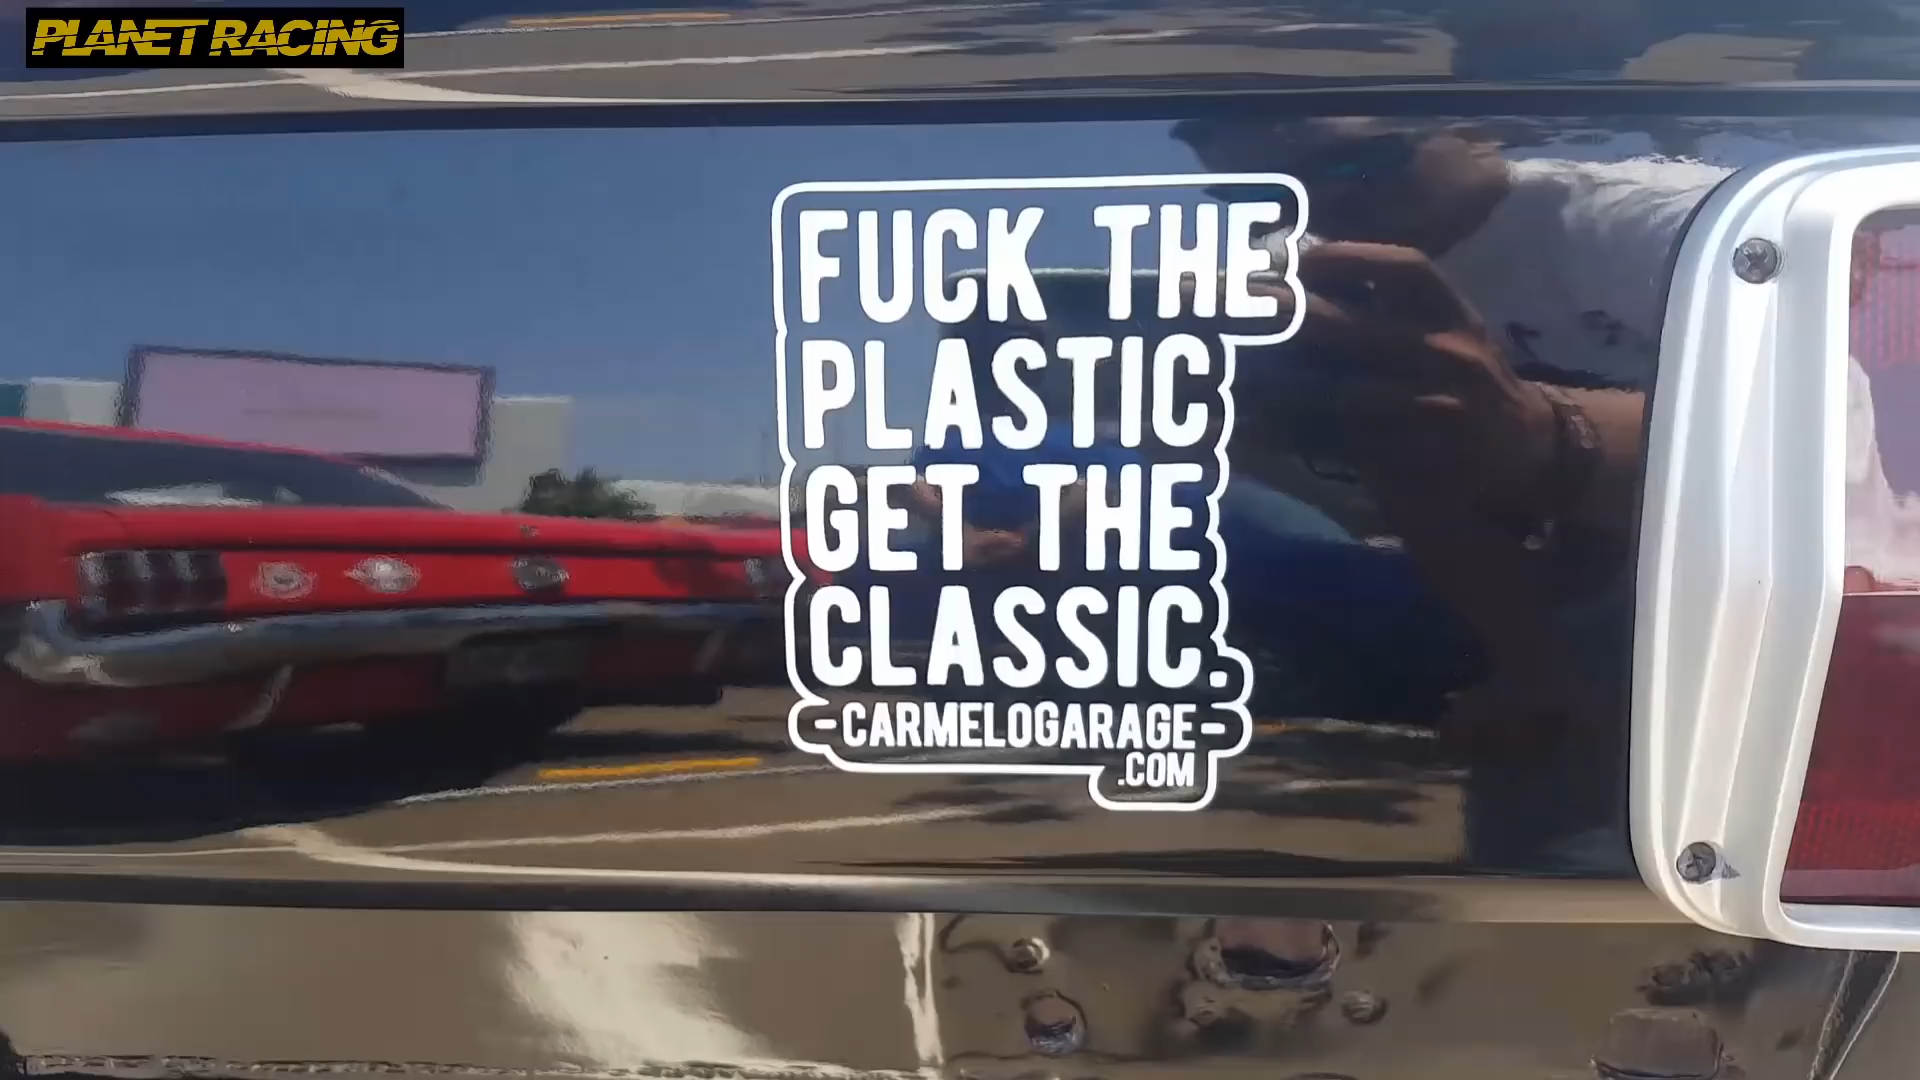 PLANET RACING
FUCK THE
PLASTIC
GET THE
CLASSIC.
-CARMELOGARAGE-
.COM